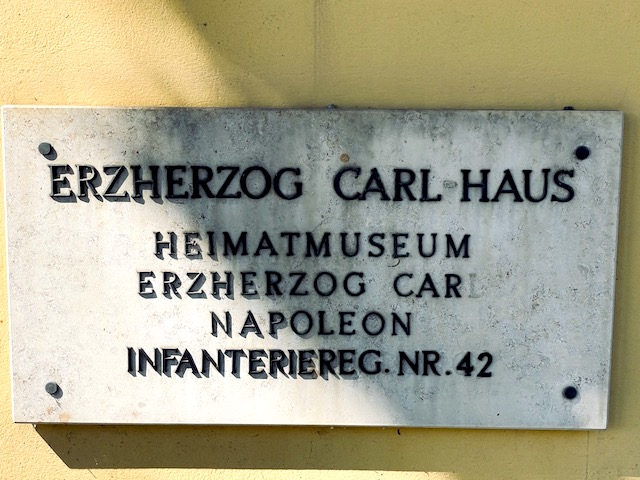 ERZHERZOG CARL HAUS
HEIMATMUSEUM
ERZHERZOG CARL
NAPOLEON
INFANTERIEREG. NR. 42